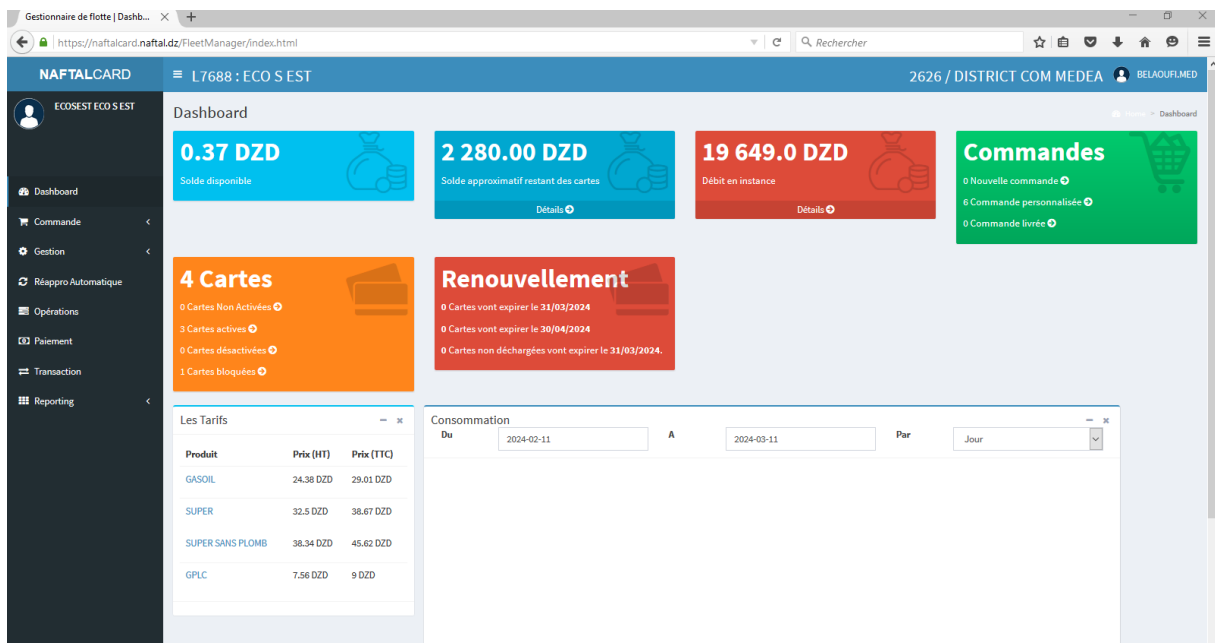 Gestionnaire de flotte | Dashb...
https://naftalcard.naftal.dz/FleetManager/index.html
Rechercher
NAFTALCARD
L7688 : ECO S EST
2626 / DISTRICT COM MEDEA
BELAOUFI.MED
ECOSEST ECO S EST
Dashboard
Commande
Gestion
Réappro Automatique
Opérations
Paiement
Transaction
Reporting
Dashboard
Dashboard
0.37 DZD
Solde disponible
2 280.00 DZD
Solde approximatif restant des cartes
Détails
19 649.0 DZD
Débit en instance
Détails
Commandes
0 Nouvelle commande
6 Commande personnalisée
0 Commande livrée
4 Cartes
0 Cartes Non Activées
3 Cartes actives
0 Cartes désactivées
1 Cartes bloquées
Renouvellement
0 Cartes vont expirer le 31/03/2024
0 Cartes vont expirer le 30/04/2024
0 Cartes non déchargées vont expirer le 31/03/2024.
Les Tarifs
Produit Prix (HT) Prix (TTC)
GASOIL 24.38 DZD 29.01 DZD
SUPER 32.5 DZD 38.67 DZD
SUPER SANS PLOMB 38.34 DZD 45.62 DZD
GPLC 7.56 DZD 9 DZD
Consommation
Du 2024-02-11 A 2024-03-11 Par Jour